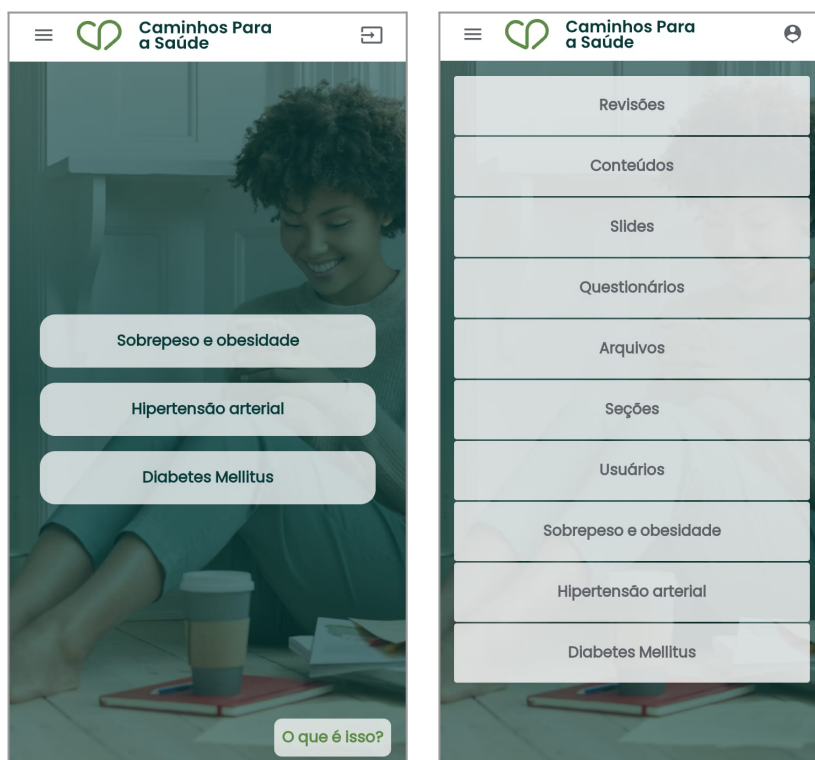 Caminhos Para
a Saúde
Sobrepeso e obesidade
Hipertensão arterial
Diabetes Mellitus
O que é isso?
Caminhos Para
a Saúde
Revisões
Conteúdos
Slides
Questionários
Arquivos
Seções
Usuários
Sobrepeso e obesidade
Hipertensão arterial
Diabetes Mellitus